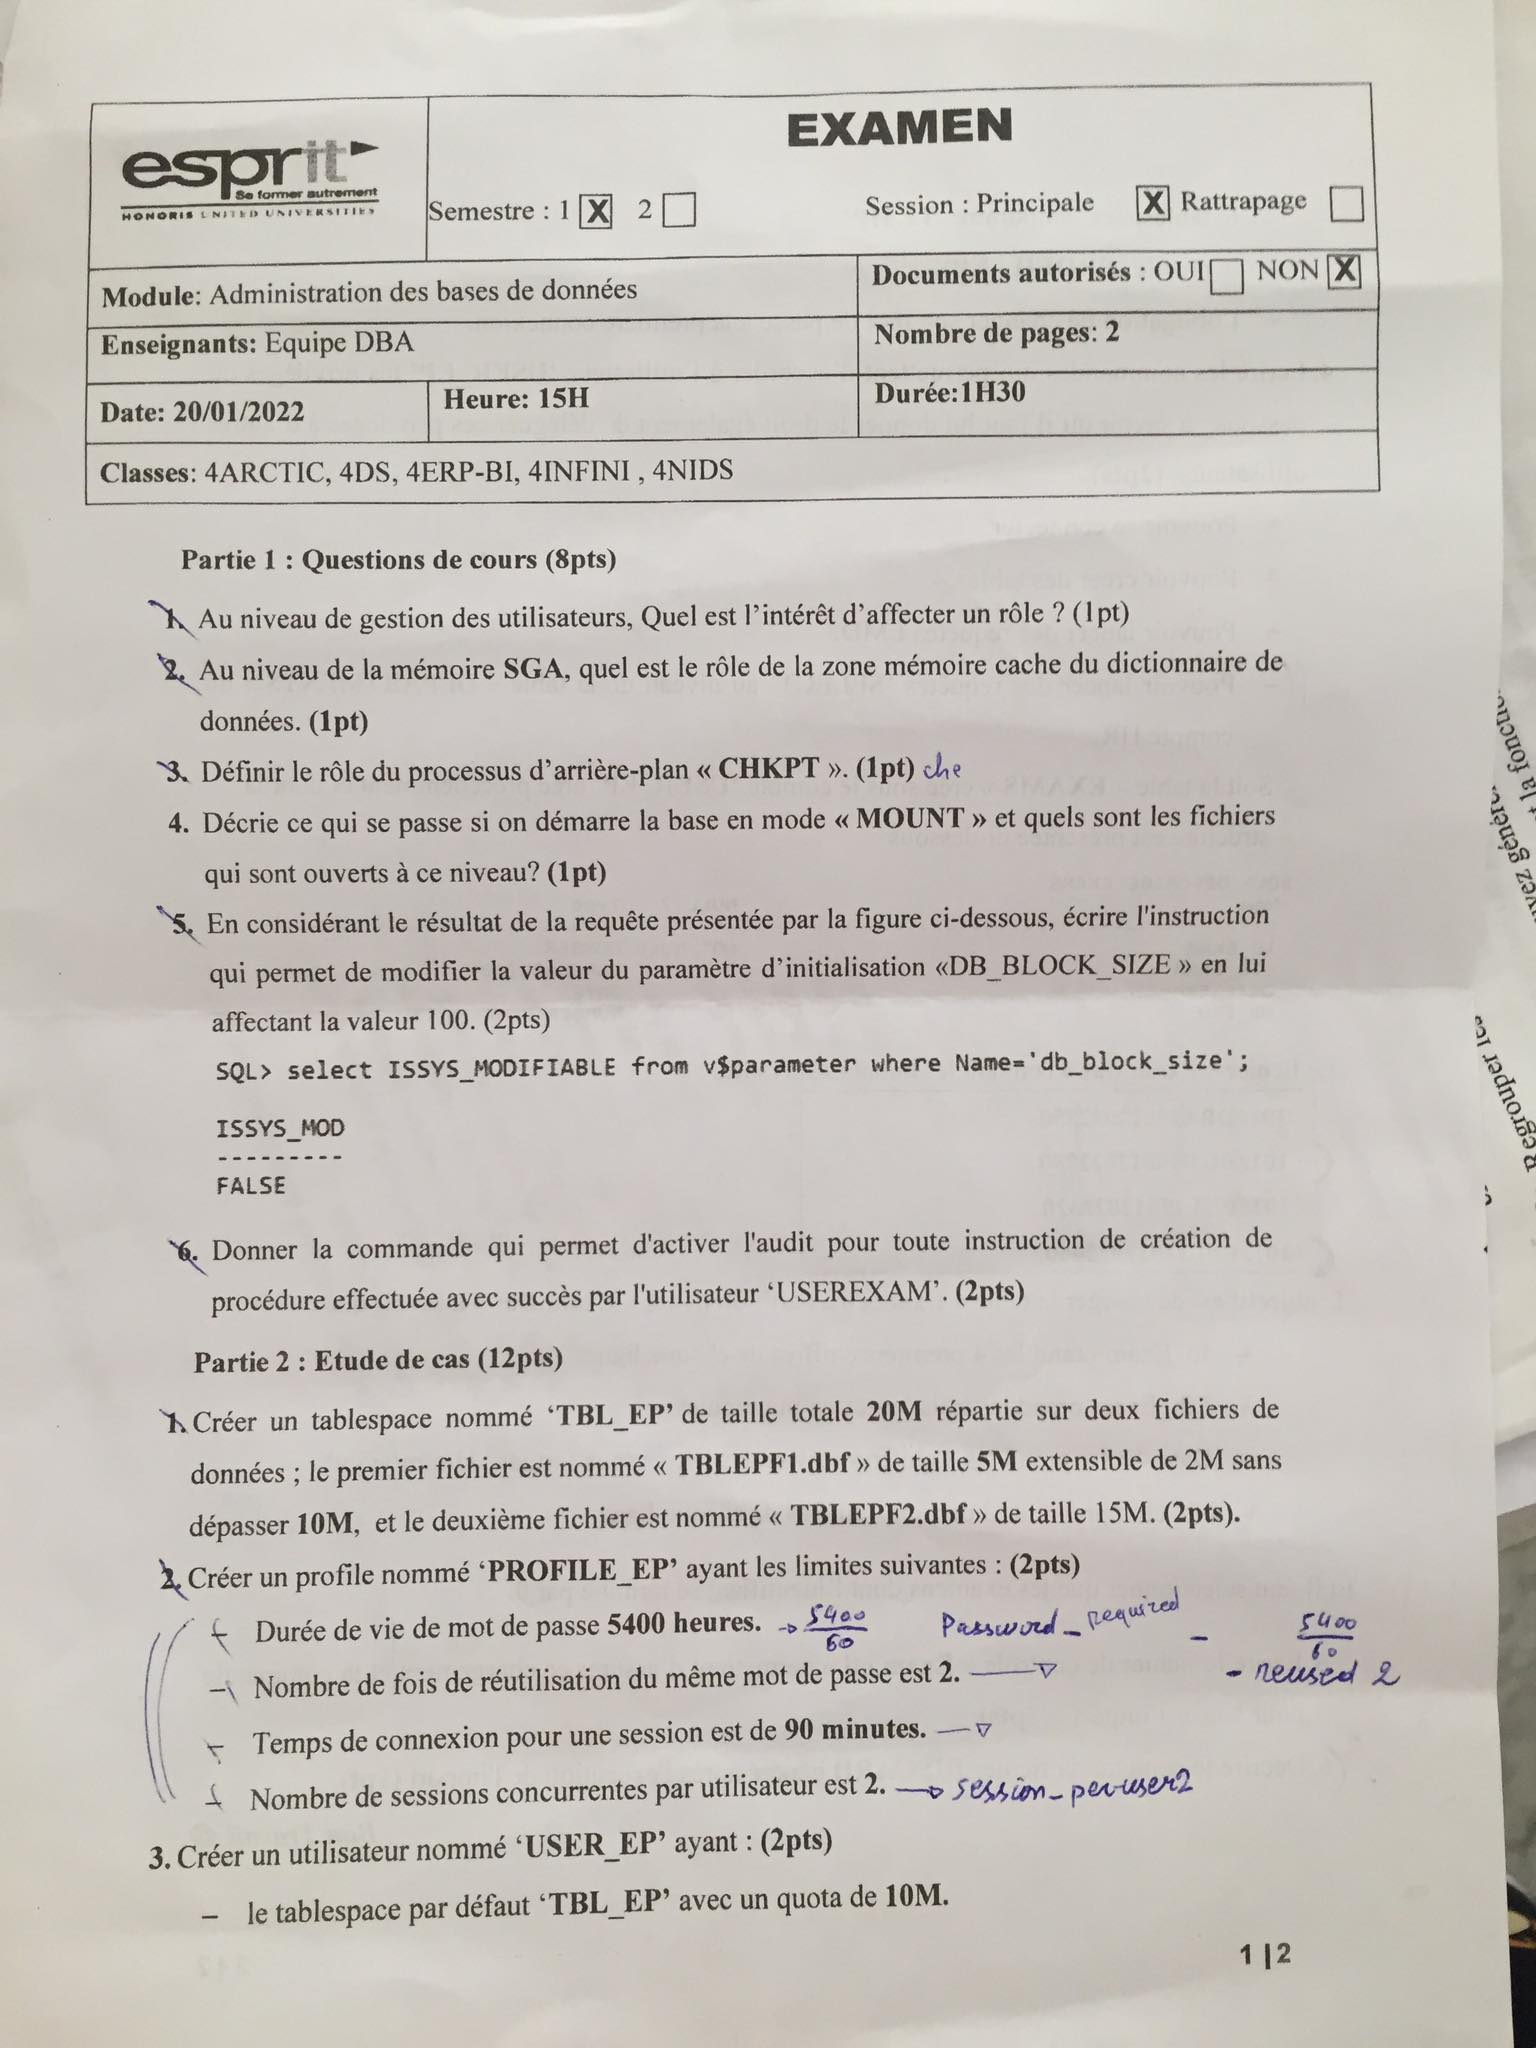 esprit
Se former autrement
HONORIS UNITED UNIVERSITIES
EXAMEN
Semestre : 1 X 2
Session : Principale X Rattrapage
Module: Administration des bases de données
Documents autorisés : OUI NON X
Enseignants: Equipe DBA
Nombre de pages: 2
Date: 20/01/2022
Heure: 15H
Durée:1H30
Classes: 4ARCTIC, 4DS, 4ERP-BI, 4INFINI , 4NIDS
Partie 1 : Questions de cours (8pts)
1. Au niveau de gestion des utilisateurs, Quel est l'intérêt d'affecter un rôle ? (1pt)
2. Au niveau de la mémoire SGA, quel est le rôle de la zone mémoire cache du dictionnaire de
données. (1pt)
3. Définir le rôle du processus d'arrière-plan « CHKPT ». (1pt) che
4. Décrie ce qui se passe si on démarre la base en mode « MOUNT » et quels sont les fichiers
qui sont ouverts à ce niveau? (1pt)
5. En considérant le résultat de la requête présentée par la figure ci-dessous, écrire l'instruction
qui permet de modifier la valeur du paramètre d'initialisation «DB_BLOCK_SIZE » en lui
affectant la valeur 100. (2pts)
SQL> select ISSYS_MODIFIABLE from v$parameter where Name='db_block_size';
ISSYS_MOD
---------
FALSE
6. Donner la commande qui permet d'activer l'audit pour toute instruction de création de
procédure effectuée avec succès par l'utilisateur ‘USEREXAM’. (2pts)
Partie 2 : Etude de cas (12pts)
1. Créer un tablespace nommé ‘TBL_EP’ de taille totale 20M répartie sur deux fichiers de
données ; le premier fichier est nommé « TBLEPF1.dbf » de taille 5M extensible de 2M sans
dépasser 10M, et le deuxième fichier est nommé « TBLEPF2.dbf » de taille 15M. (2pts).
2. Créer un profile nommé ‘PROFILE_EP’ ayant les limites suivantes : (2pts)
- Durée de vie de mot de passe 5400 heures. → 5400/60 Password_required - 5400/60
- Nombre de fois de réutilisation du même mot de passe est 2. - reused 2
- Temps de connexion pour une session est de 90 minutes.
- Nombre de sessions concurrentes par utilisateur est 2. → session_per-user2
3. Créer un utilisateur nommé ‘USER_EP’ ayant : (2pts)
– le tablespace par défaut ‘TBL_EP’ avec un quota de 10M.
1|2
la fonctio
vez génér
Regrouper les